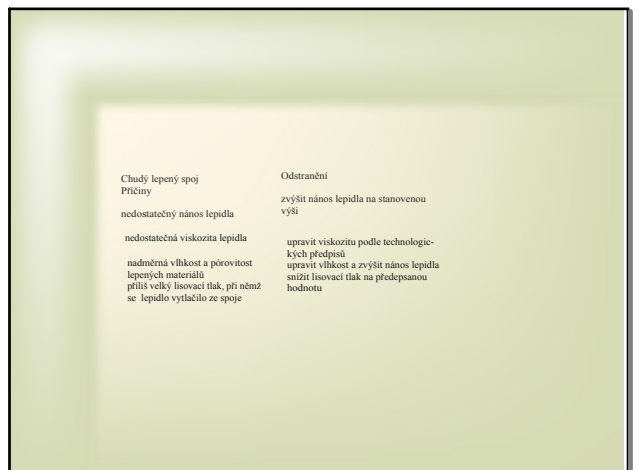 Chudý lepený spoj
Příčiny
nedostatečný nános lepidla
nedostatečná viskozita lepidla
nadměrná vlhkost a pórovitost
lepených materiálů
příliš velký lisovací tlak, při němž
se lepidlo vytlačilo ze spoje
Odstranění
zvýšit nános lepidla na stanovenou
výši
upravit viskozitu podle technologic-
kých předpisů
upravit vlhkost a zvýšit nános lepidla
snížit lisovací tlak na předepsanou
hodnotu